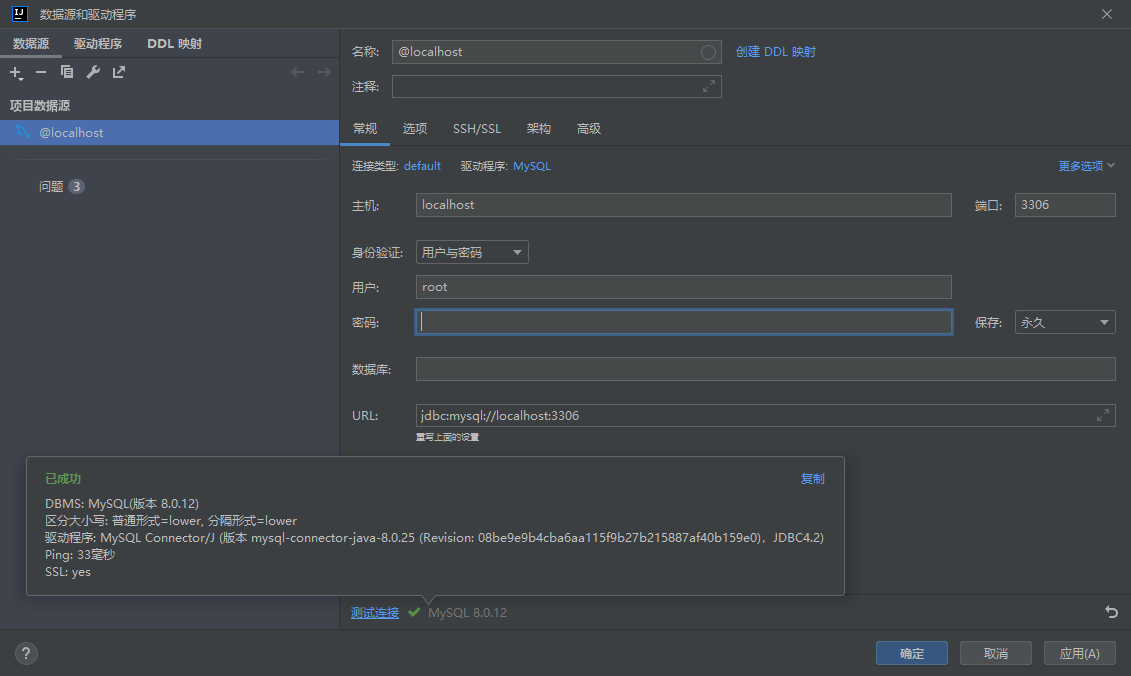 数据源和驱动程序
数据源 驱动程序 DDL 映射
项目数据源
@localhost
问题 3
名称: @localhost 创建 DDL 映射
注释:
常规 选项 SSH/SSL 架构 高级
连接类型: default 驱动程序: MySQL 更多选项
主机: localhost 端口: 3306
身份验证: 用户与密码
用户: root
密码: 保存: 永久
数据库:
URL: jdbc:mysql://localhost:3306
重写上面的设置
已成功 复制
DBMS: MySQL(版本 8.0.12)
区分大小写: 普通形式=lower, 分隔形式=lower
驱动程序: MySQL Connector/J (版本 mysql-connector-java-8.0.25 (Revision: 08be9e9b4cba6aa115f9b27b215887af40b159e0)，JDBC4.2)
Ping: 33毫秒
SSL: yes
测试连接 MySQL 8.0.12
? 确定 取消 应用(A)